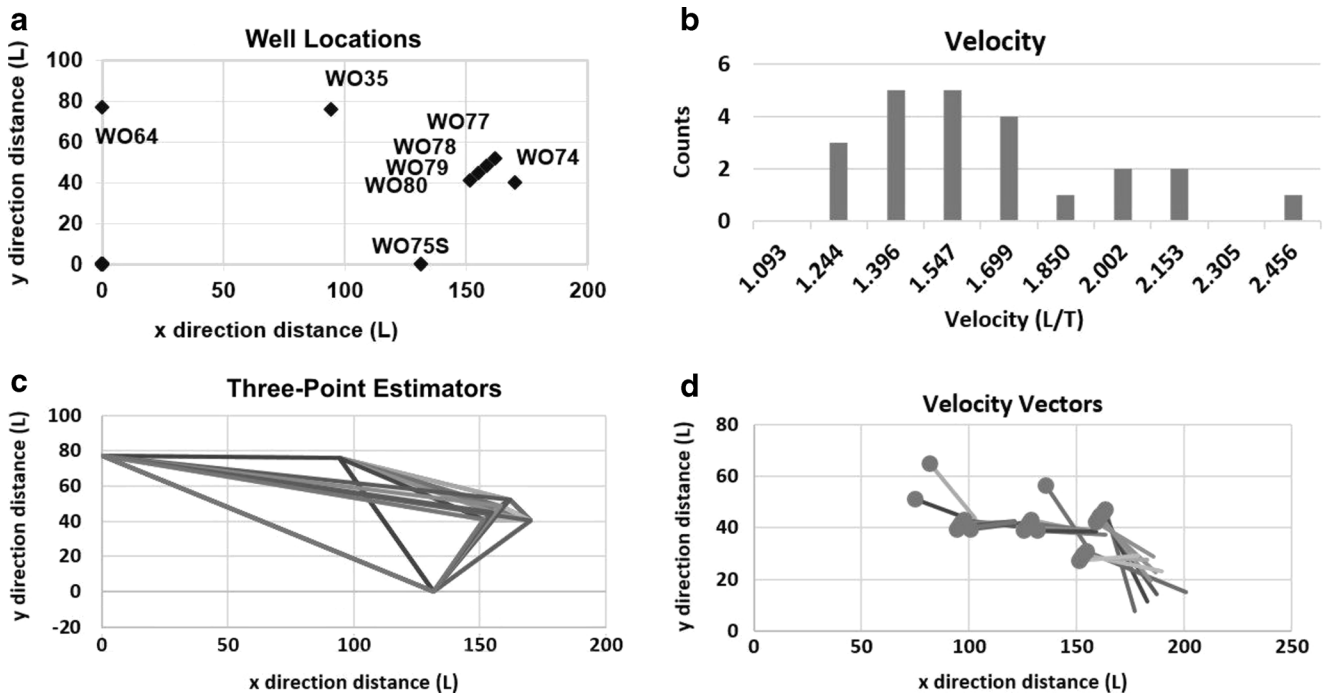 a
Well Locations
y direction distance (L)
100
80
60
40
20
0
WO35
WO64
WO77
WO78
WO79
WO80
WO74
WO75S
0 50 100 150 200
x direction distance (L)
b
Velocity
Counts
6
4
2
0
1.093 1.244 1.396 1.547 1.699 1.850 2.002 2.153 2.305 2.456
Velocity (L/T)
c
Three-Point Estimators
y direction distance (L)
100
80
60
40
20
0
-20
0 50 100 150 200
x direction distance (L)
d
Velocity Vectors
y direction distance (L)
80
60
40
20
0
0 50 100 150 200 250
x direction distance (L)